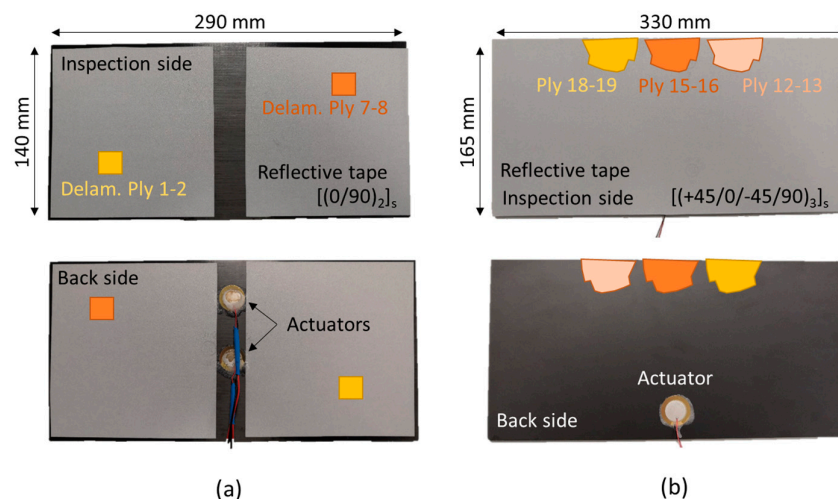 290 mm
330 mm
140 mm
Inspection side
Delam. Ply 7-8
Delam. Ply 1-2
Reflective tape
[(0/90)₂]ₛ
165 mm
Ply 18-19
Ply 15-16
Ply 12-13
Reflective tape
Inspection side
[(+45/0/-45/90)₃]ₛ
Back side
Actuators
Actuator
Back side
(a)
(b)